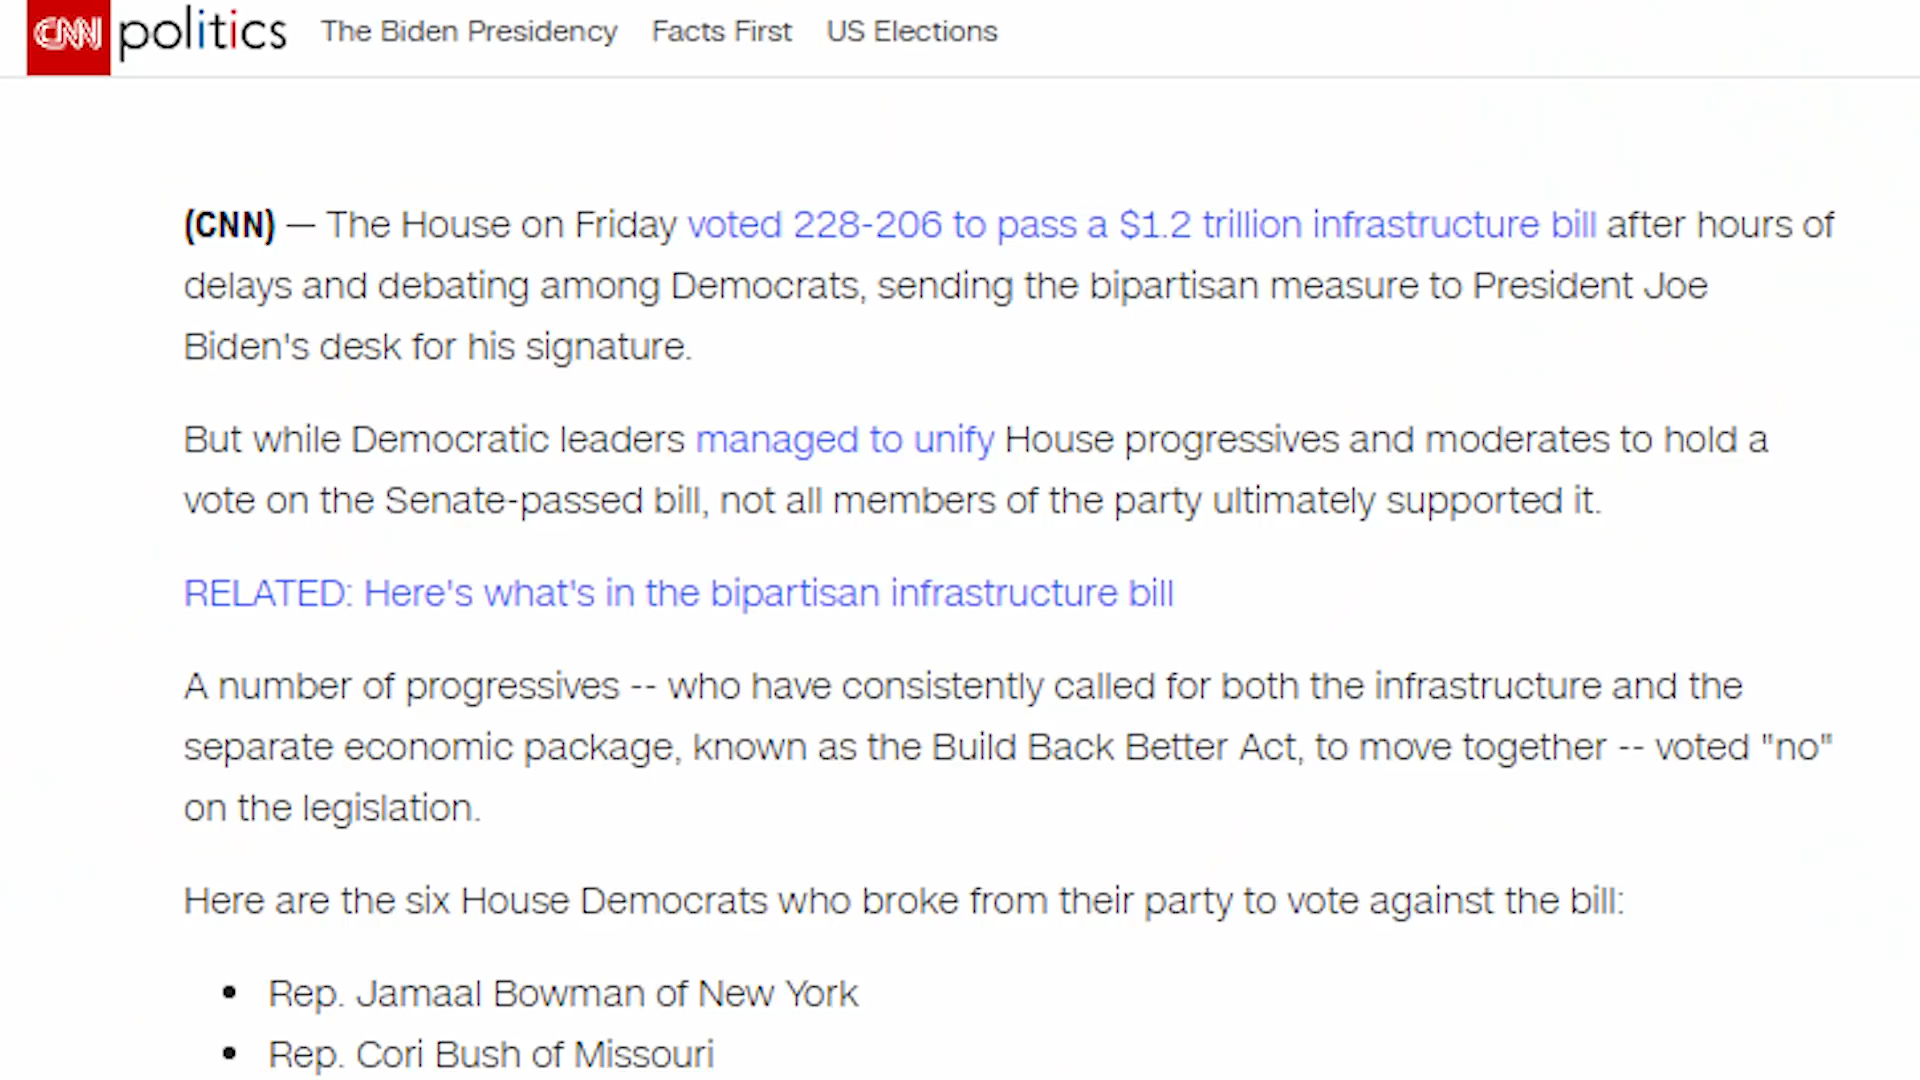 CNN politics The Biden Presidency Facts First US Elections
(CNN) — The House on Friday voted 228-206 to pass a $1.2 trillion infrastructure bill after hours of
delays and debating among Democrats, sending the bipartisan measure to President Joe
Biden's desk for his signature.
But while Democratic leaders managed to unify House progressives and moderates to hold a
vote on the Senate-passed bill, not all members of the party ultimately supported it.
RELATED: Here's what's in the bipartisan infrastructure bill
A number of progressives -- who have consistently called for both the infrastructure and the
separate economic package, known as the Build Back Better Act, to move together -- voted "no"
on the legislation.
Here are the six House Democrats who broke from their party to vote against the bill:
• Rep. Jamaal Bowman of New York
• Rep. Cori Bush of Missouri